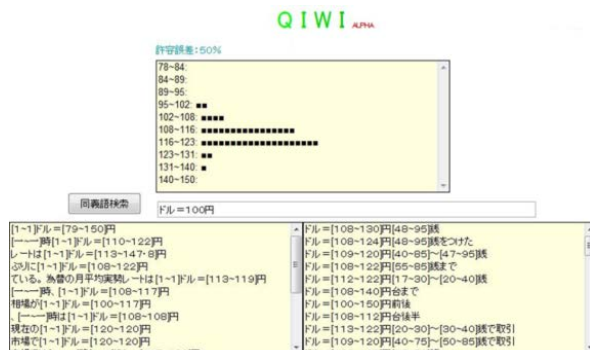 QIWI ALPHA
許容誤差:50%
78~84:
84~89:
89~95:
95~102: ■■
102~108: ■■■■
108~116: ■■■■■■■■■■■■■■■■
116~123: ■■■■■■■■■■■■■■■■■■■■
123~131: ■■
131~140: ■
140~150:
同義語検索
ドル=100円
[1~1]ドル=[79~150]円
[一~一]時[1~1]ドル=[110~122]円
レートは[1~1]ドル=[113~147・8]円
ぶりに[1~1]ドル=[108~122]円
ている。為替の月平均実勢レートは[1~1]ドル=[113~119]円
[一~一]時、[1~1]ドル=[108~117]円
相場が[1~1]ドル=[100~117]円
、[一~一]時は[1~1]ドル=[108~108]円
現在の[1~1]ドル=[120~120]円
市場で[1~1]ドル=[120~120]円
ドル=[108~130]円[48~95]銭
ドル=[108~124]円[48~95]銭をつけた
ドル=[109~120]円[40~85]~[47~95]銭
ドル=[108~122]円[55~85]銭まで
ドル=[112~122]円[17~30]~[20~40]銭
ドル=[108~140]円台まで
ドル=[100~150]円前後
ドル=[108~112]円台後半
ドル=[113~122]円[20~30]~[30~40]銭で取引
ドル=[109~120]円[40~75]~[50~85]銭で取引